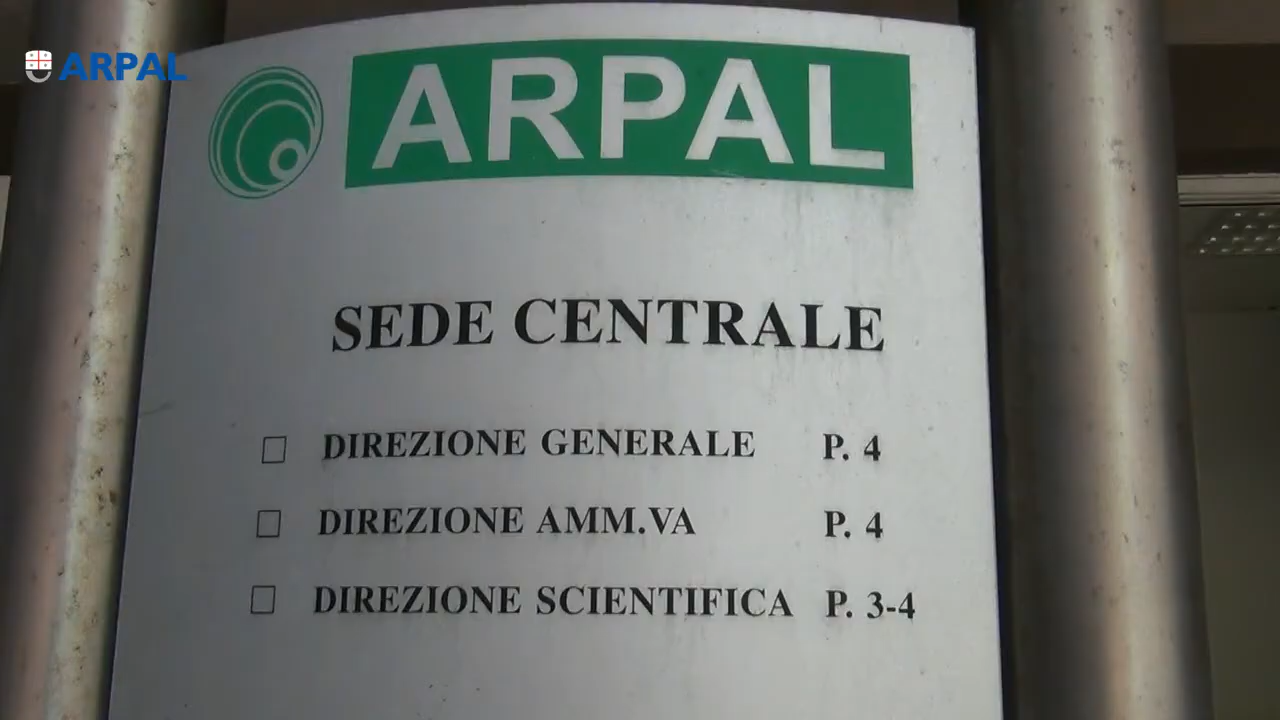 ARPAL
ARPAL
SEDE CENTRALE
□ DIREZIONE GENERALE P. 4
□ DIREZIONE AMM.VA P. 4
□ DIREZIONE SCIENTIFICA P. 3-4